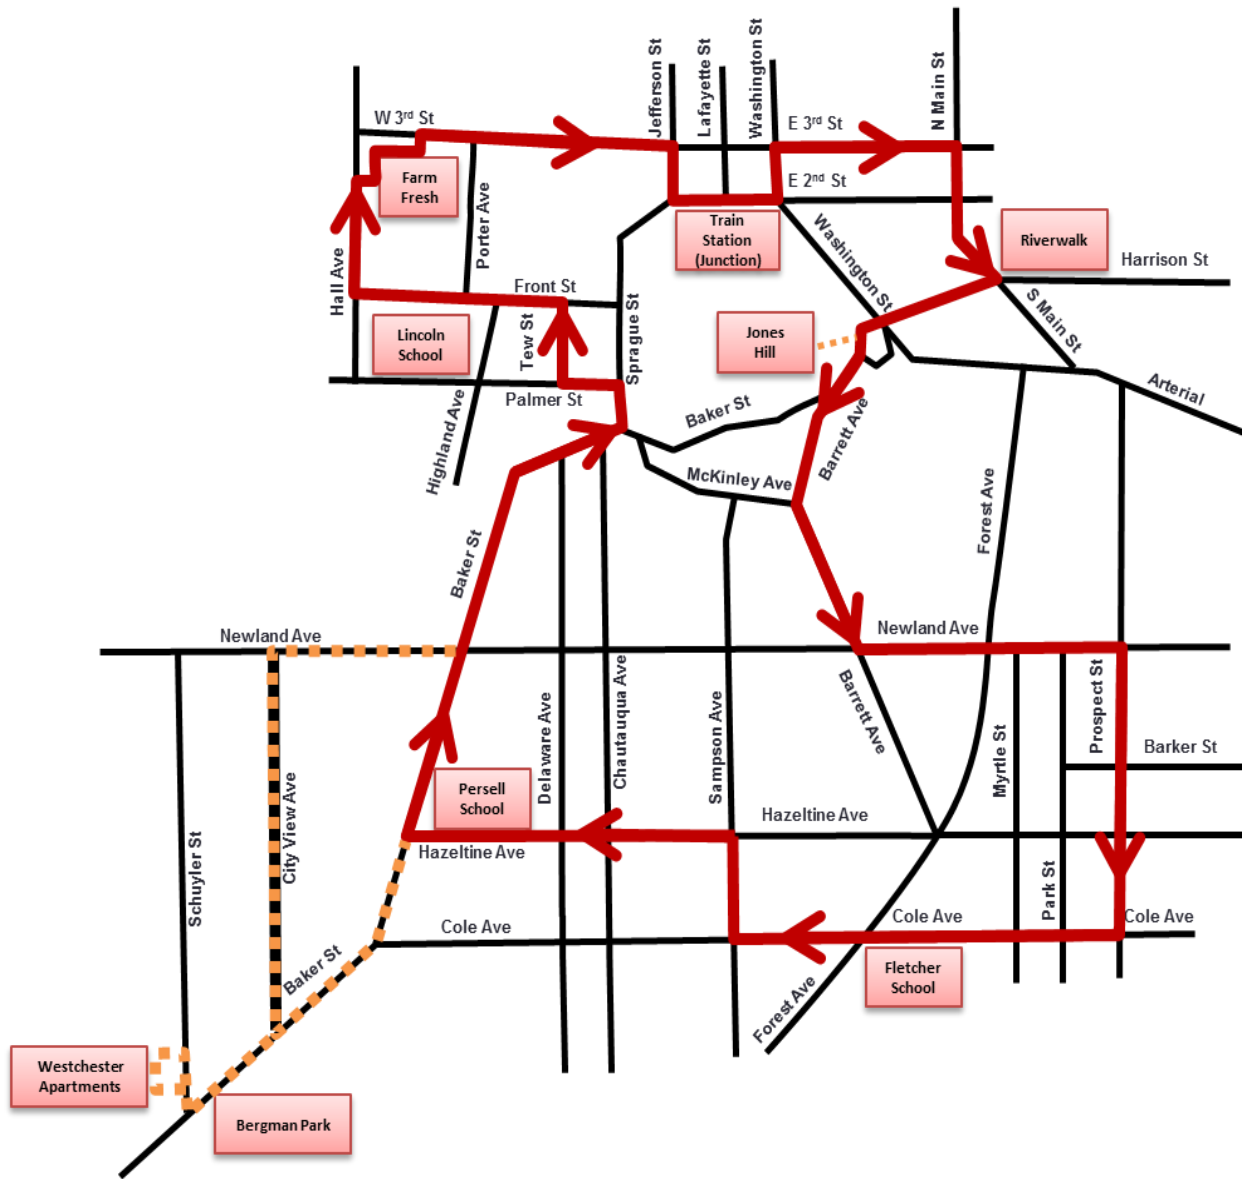 Jefferson St
Lafayette St
Washington St
N Main St
W 3rd St
E 3rd St
E 2nd St
Farm
Fresh
Porter Ave
Train
Station
(Junction)
Washington St
Riverwalk
Harrison St
Hall Ave
Front St
Sprague St
S Main St
Lincoln
School
Tew St
Jones
Hill
Palmer St
Highland Ave
Baker St
Barrett Ave
Arterial
McKinley Ave
Forest Ave
Baker St
Newland Ave
Newland Ave
Delaware Ave
Chautauqua Ave
Sampson Ave
Barrett Ave
Myrtle St
Prospect St
Barker St
Persell
School
Hazeltine Ave
Hazeltine Ave
Schuyler St
City View Ave
Park St
Cole Ave
Cole Ave
Cole Ave
Baker St
Fletcher
School
Forest Ave
Westchester
Apartments
Bergman Park